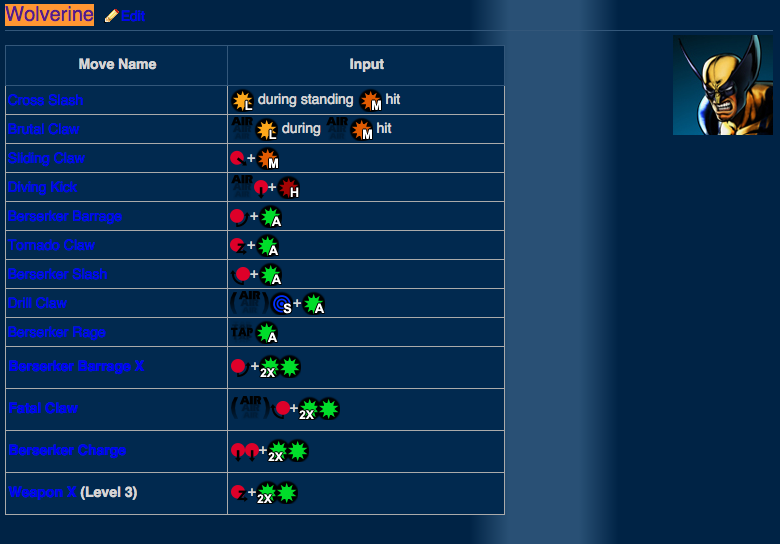 Wolverine Edit
Move Name Input
Cross Slash L during standing M hit
Brutal Claw AIR L during AIR M hit
Sliding Claw + M
Diving Kick AIR + H
Berserker Barrage + A
Tornado Claw + A
Berserker Slash + A
Drill Claw (AIR) S + A
Berserker Rage TAP A
Berserker Barrage X + 2X
Fatal Claw (AIR) + 2X
Berserker Charge + 2X
Weapon X (Level 3) + 2X